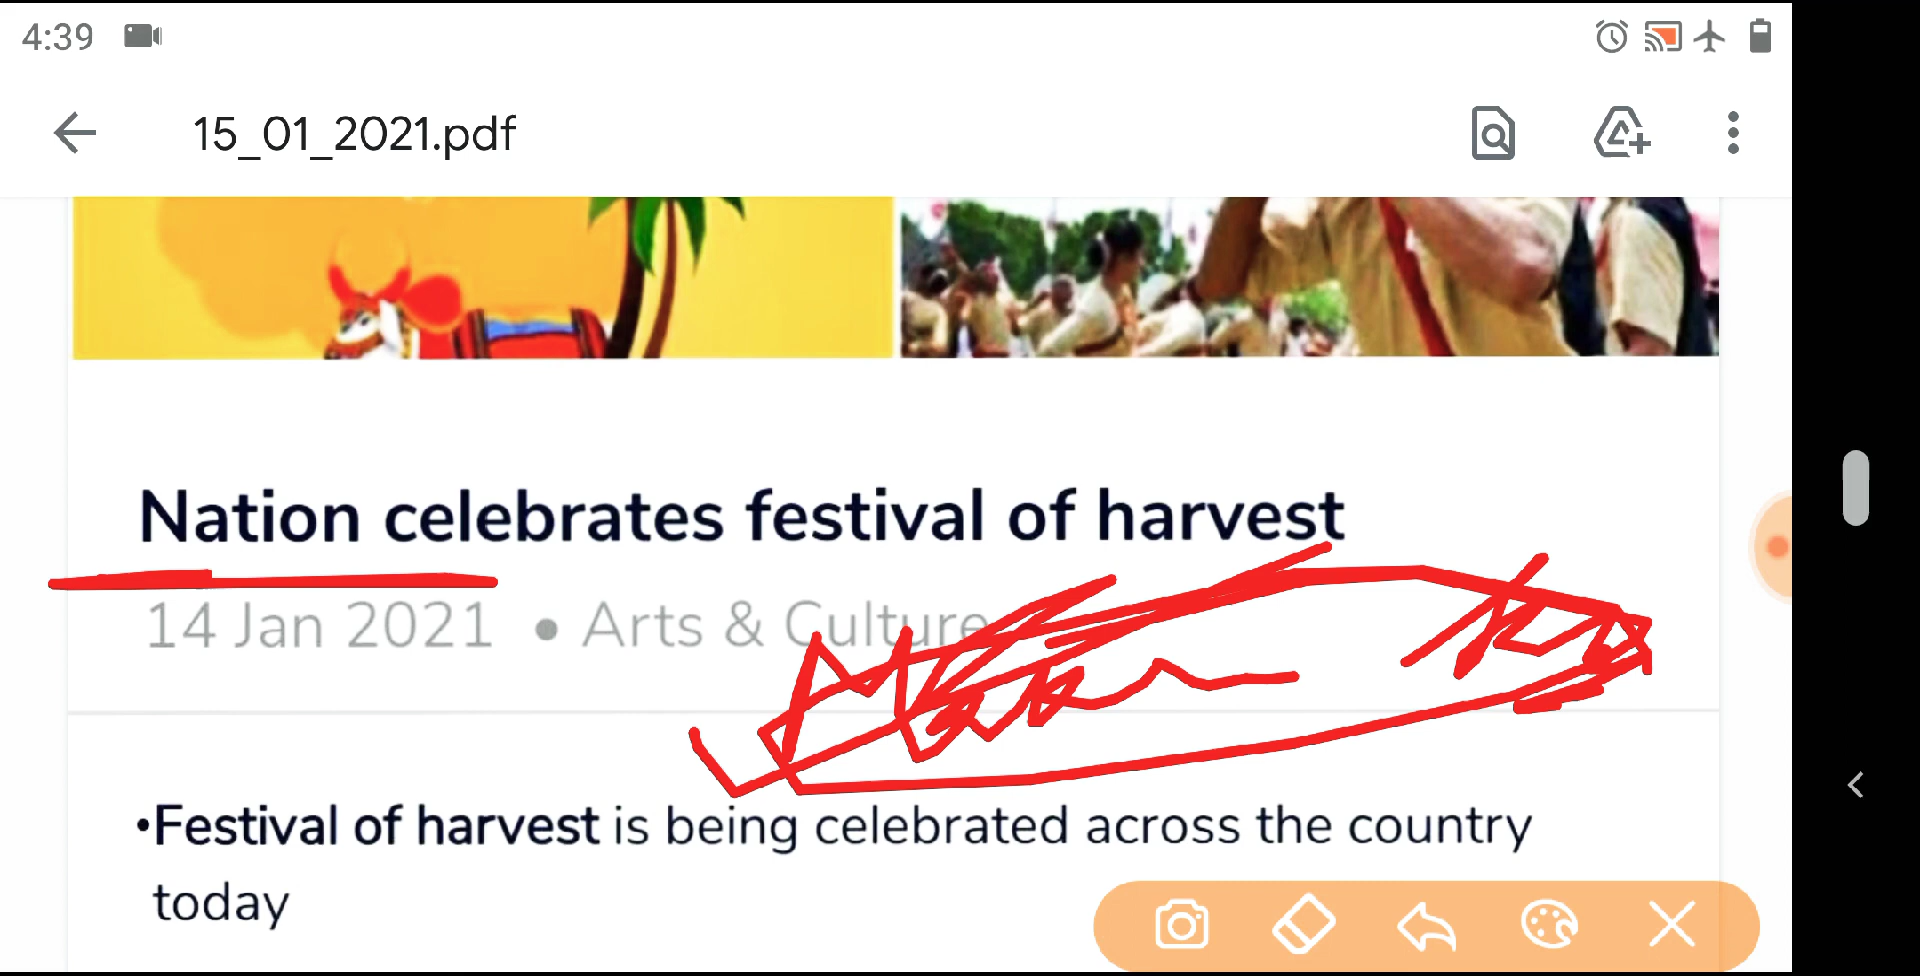 4:39
15_01_2021.pdf
Nation celebrates festival of harvest
14 Jan 2021 • Arts & Culture
•Festival of harvest is being celebrated across the country
today